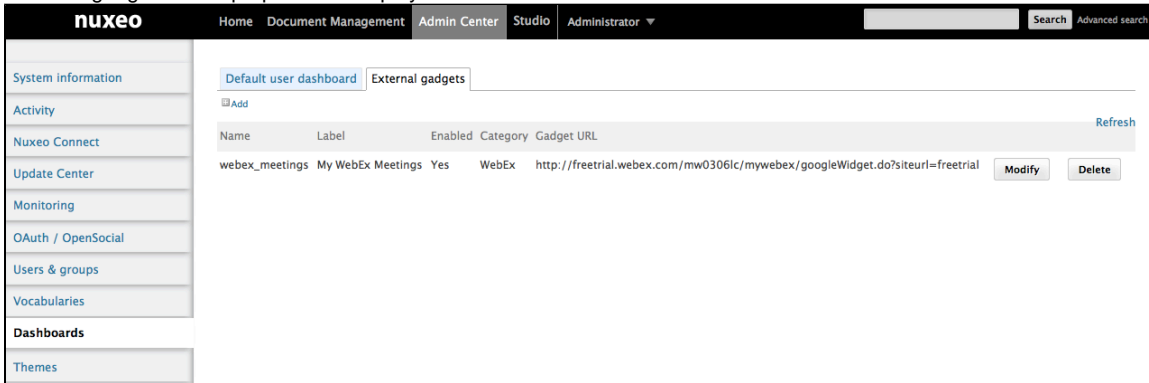 nuxeo
Home Document Management Admin Center Studio Administrator ▼ Search Advanced search
System information
Activity
Nuxeo Connect
Update Center
Monitoring
OAuth / OpenSocial
Users & groups
Vocabularies
Dashboards
Themes
Default user dashboard External gadgets
Add
Refresh
Name Label Enabled Category Gadget URL
webex_meetings My WebEx Meetings Yes WebEx http://freetrial.webex.com/mw0306lc/mywebex/googleWidget.do?siteurl=freetrial Modify Delete